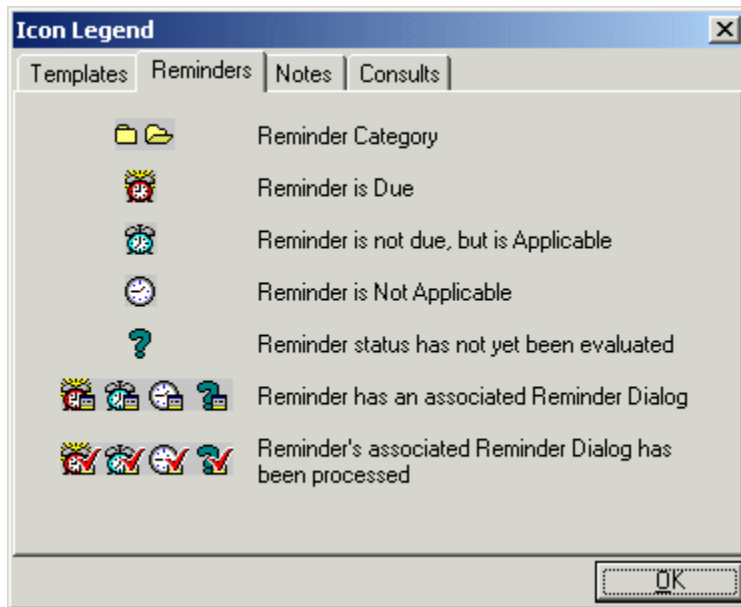 Icon Legend
Templates Reminders Notes Consults
Reminder Category
Reminder is Due
Reminder is not due, but is Applicable
Reminder is Not Applicable
Reminder status has not yet been evaluated
Reminder has an associated Reminder Dialog
Reminder's associated Reminder Dialog has
been processed
OK